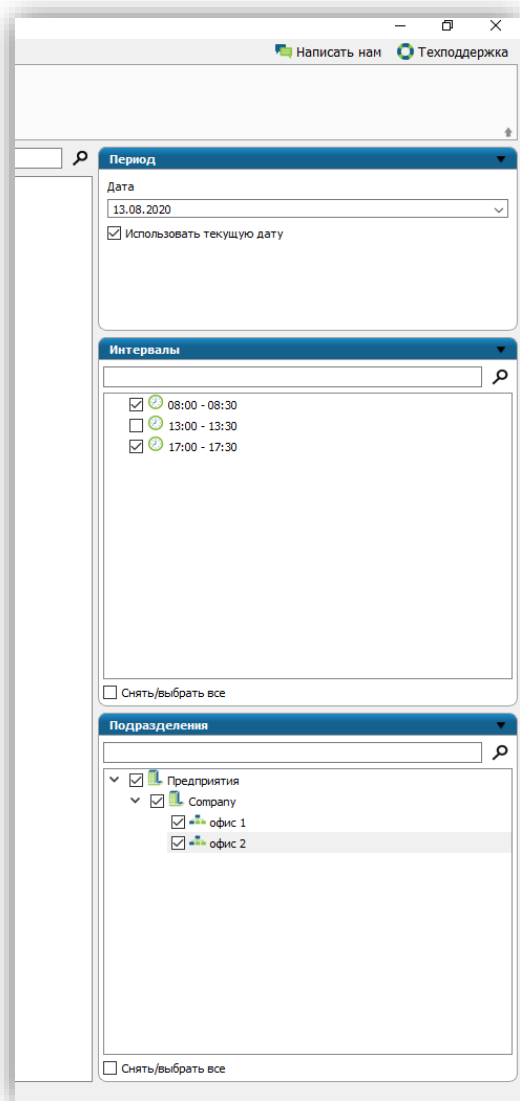 Написать нам Техподдержка
Период
Дата
13.08.2020
Использовать текущую дату
Интервалы
08:00 - 08:30
13:00 - 13:30
17:00 - 17:30
Снять/выбрать все
Подразделения
Предприятия
Company
офис 1
офис 2
Снять/выбрать все